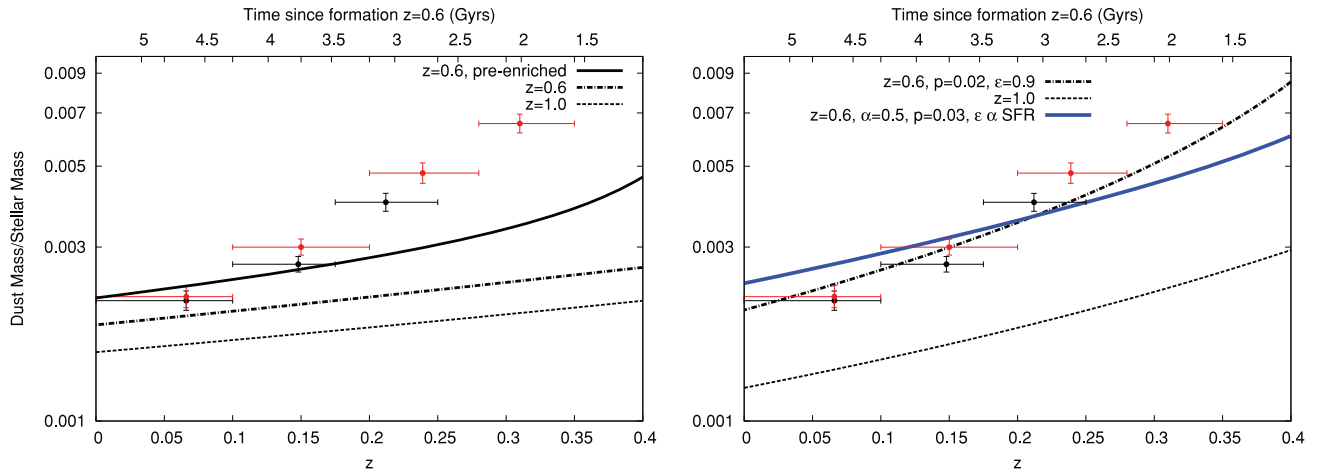 Time since formation z=0.6 (Gyrs)
5 4.5 4 3.5 3 2.5 2 1.5
z=0.6, pre-enriched
z=0.6
z=1.0
0.009
0.007
0.005
0.003
0.001
Dust Mass/Stellar Mass
0 0.05 0.1 0.15 0.2 0.25 0.3 0.35 0.4
z
Time since formation z=0.6 (Gyrs)
5 4.5 4 3.5 3 2.5 2 1.5
z=0.6, p=0.02, ε=0.9
z=1.0
z=0.6, α=0.5, p=0.03, ε α SFR
0.009
0.007
0.005
0.003
0.001
0 0.05 0.1 0.15 0.2 0.25 0.3 0.35 0.4
z